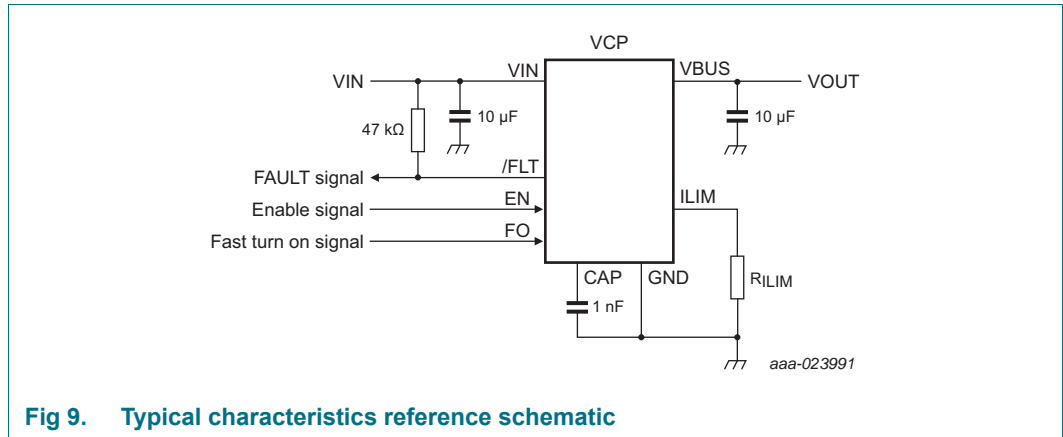 VCP
VIN VIN VBUS VOUT
47 kΩ 10 μF 10 μF
FAULT signal /FLT
Enable signal EN ILIM
Fast turn on signal FO
CAP GND RILIM
1 nF
aaa-023991
Fig 9. Typical characteristics reference schematic